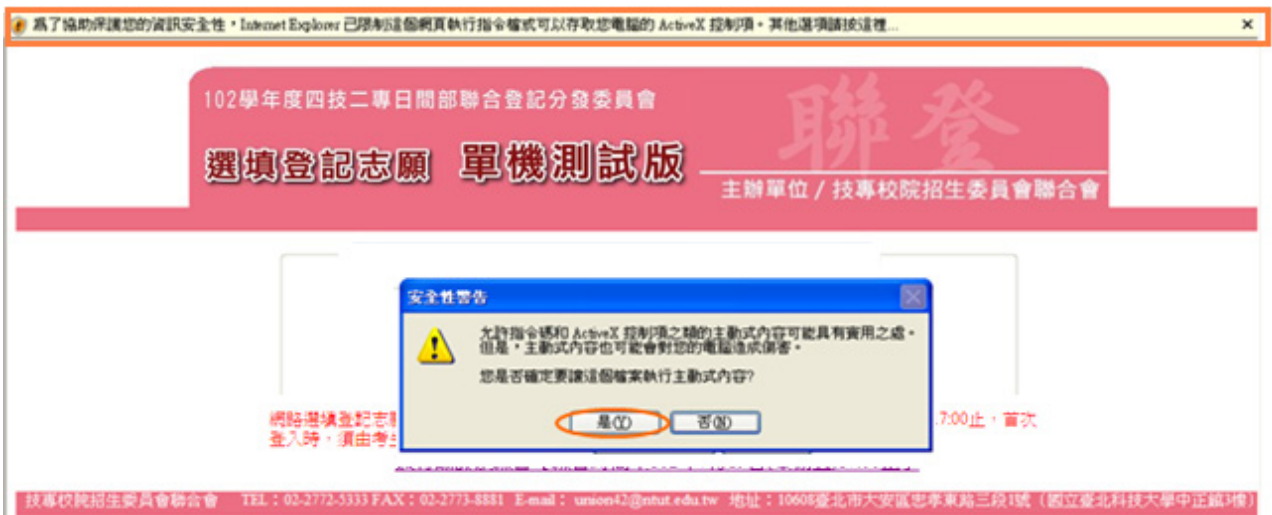 為了協助保護您的資訊安全性，Internet Explorer 已限制這個網頁執行指令檔或可以存取您電腦的 ActiveX 控制項。其他選項請按這裡...
102學年度四技二專日間部聯合登記分發委員會
聯登
選填登記志願 單機測試版
主辦單位 / 技專校院招生委員會聯合會
安全性警告
允許指令碼和 ActiveX 控制項之類的主動式內容可能具有實用之處。
但是，主動式內容也可能會對您的電腦造成傷害。
您是否確定要讓這個檔案執行主動式內容?
是(Y) 否(N)
網路選填登記志 7:00止，首次
登入時，須由考
技專校院招生委員會聯合會 TEL：02-2772-5333 FAX：02-2773-8881 E-mail： union42@ntut.edu.tw 地址：10608臺北市大安區忠孝東路三段1號（國立臺北科技大學中正館3樓）